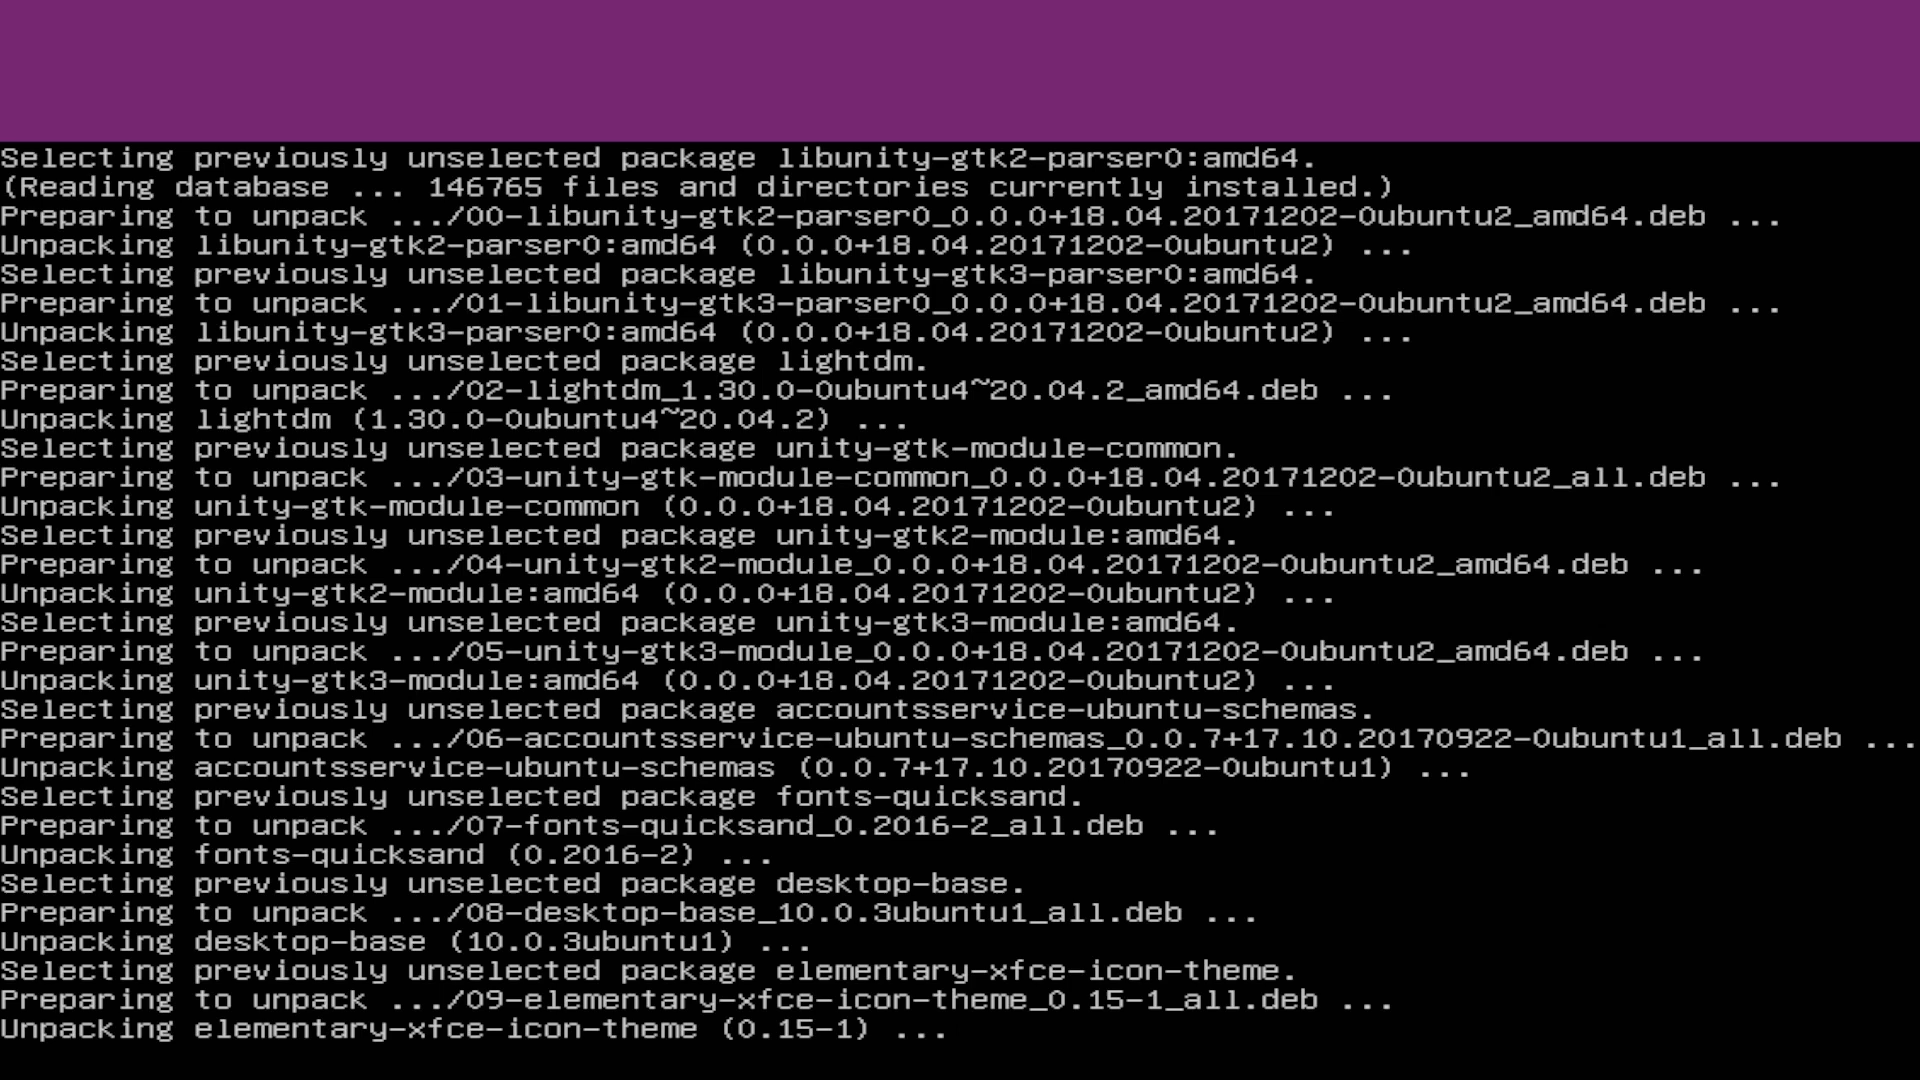 Selecting previously unselected package libunity-gtk2-parser0:amd64.
(Reading database ... 146765 files and directories currently installed.)
Preparing to unpack .../00-libunity-gtk2-parser0_0.0.0+18.04.20171202-0ubuntu2_amd64.deb ...
Unpacking libunity-gtk2-parser0:amd64 (0.0.0+18.04.20171202-0ubuntu2) ...
Selecting previously unselected package libunity-gtk3-parser0:amd64.
Preparing to unpack .../01-libunity-gtk3-parser0_0.0.0+18.04.20171202-0ubuntu2_amd64.deb ...
Unpacking libunity-gtk3-parser0:amd64 (0.0.0+18.04.20171202-0ubuntu2) ...
Selecting previously unselected package lightdm.
Preparing to unpack .../02-lightdm_1.30.0-0ubuntu4~20.04.2_amd64.deb ...
Unpacking lightdm (1.30.0-0ubuntu4~20.04.2) ...
Selecting previously unselected package unity-gtk-module-common.
Preparing to unpack .../03-unity-gtk-module-common_0.0.0+18.04.20171202-0ubuntu2_all.deb ...
Unpacking unity-gtk-module-common (0.0.0+18.04.20171202-0ubuntu2) ...
Selecting previously unselected package unity-gtk2-module:amd64.
Preparing to unpack .../04-unity-gtk2-module_0.0.0+18.04.20171202-0ubuntu2_amd64.deb ...
Unpacking unity-gtk2-module:amd64 (0.0.0+18.04.20171202-0ubuntu2) ...
Selecting previously unselected package unity-gtk3-module:amd64.
Preparing to unpack .../05-unity-gtk3-module_0.0.0+18.04.20171202-0ubuntu2_amd64.deb ...
Unpacking unity-gtk3-module:amd64 (0.0.0+18.04.20171202-0ubuntu2) ...
Selecting previously unselected package accountsservice-ubuntu-schemas.
Preparing to unpack .../06-accountsservice-ubuntu-schemas_0.0.7+17.10.20170922-0ubuntu1_all.deb ...
Unpacking accountsservice-ubuntu-schemas (0.0.7+17.10.20170922-0ubuntu1) ...
Selecting previously unselected package fonts-quicksand.
Preparing to unpack .../07-fonts-quicksand_0.2016-2_all.deb ...
Unpacking fonts-quicksand (0.2016-2) ...
Selecting previously unselected package desktop-base.
Preparing to unpack .../08-desktop-base_10.0.3ubuntu1_all.deb ...
Unpacking desktop-base (10.0.3ubuntu1) ...
Selecting previously unselected package elementary-xfce-icon-theme.
Preparing to unpack .../09-elementary-xfce-icon-theme_0.15-1_all.deb ...
Unpacking elementary-xfce-icon-theme (0.15-1) ...